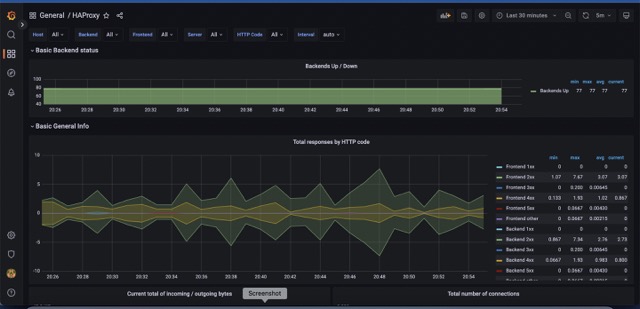 General / HAProxy
Last 30 minutes
5m
Host All Backend All Frontend All Server All HTTP Code All Interval auto
Basic Backend status
Backends Up / Down
min max avg current
100
80
60
40
Backends Up 77 77 77 77
20:26 20:28 20:30 20:32 20:34 20:36 20:38 20:40 20:42 20:44 20:46 20:48 20:50 20:52 20:54
Basic General Info
Total responses by HTTP code
min max avg current
10
5
0
-5
-10
Frontend 1xx 0 0 0 0
Frontend 2xx 1.07 7.67 3.07 3.07
Frontend 3xx 0 0.200 0.00645 0
Frontend 4xx 0.133 1.93 1.02 0.867
Frontend 5xx 0 0.0667 0.00430 0
Frontend other 0 0.0667 0.00215 0
Backend 1xx 0 0 0 0
Backend 2xx 0.867 7.34 2.76 2.73
Backend 3xx 0 0.200 0.00645 0
Backend 4xx 0.0667 1.93 0.983 0.800
Backend 5xx 0 0.0667 0.00430 0
20:26 20:28 20:30 20:32 20:34 20:36 20:38 20:40 20:42 20:44 20:46 20:48 20:50 20:52 20:54
Current total of incoming / outgoing bytes
Total number of connections
Screenshot